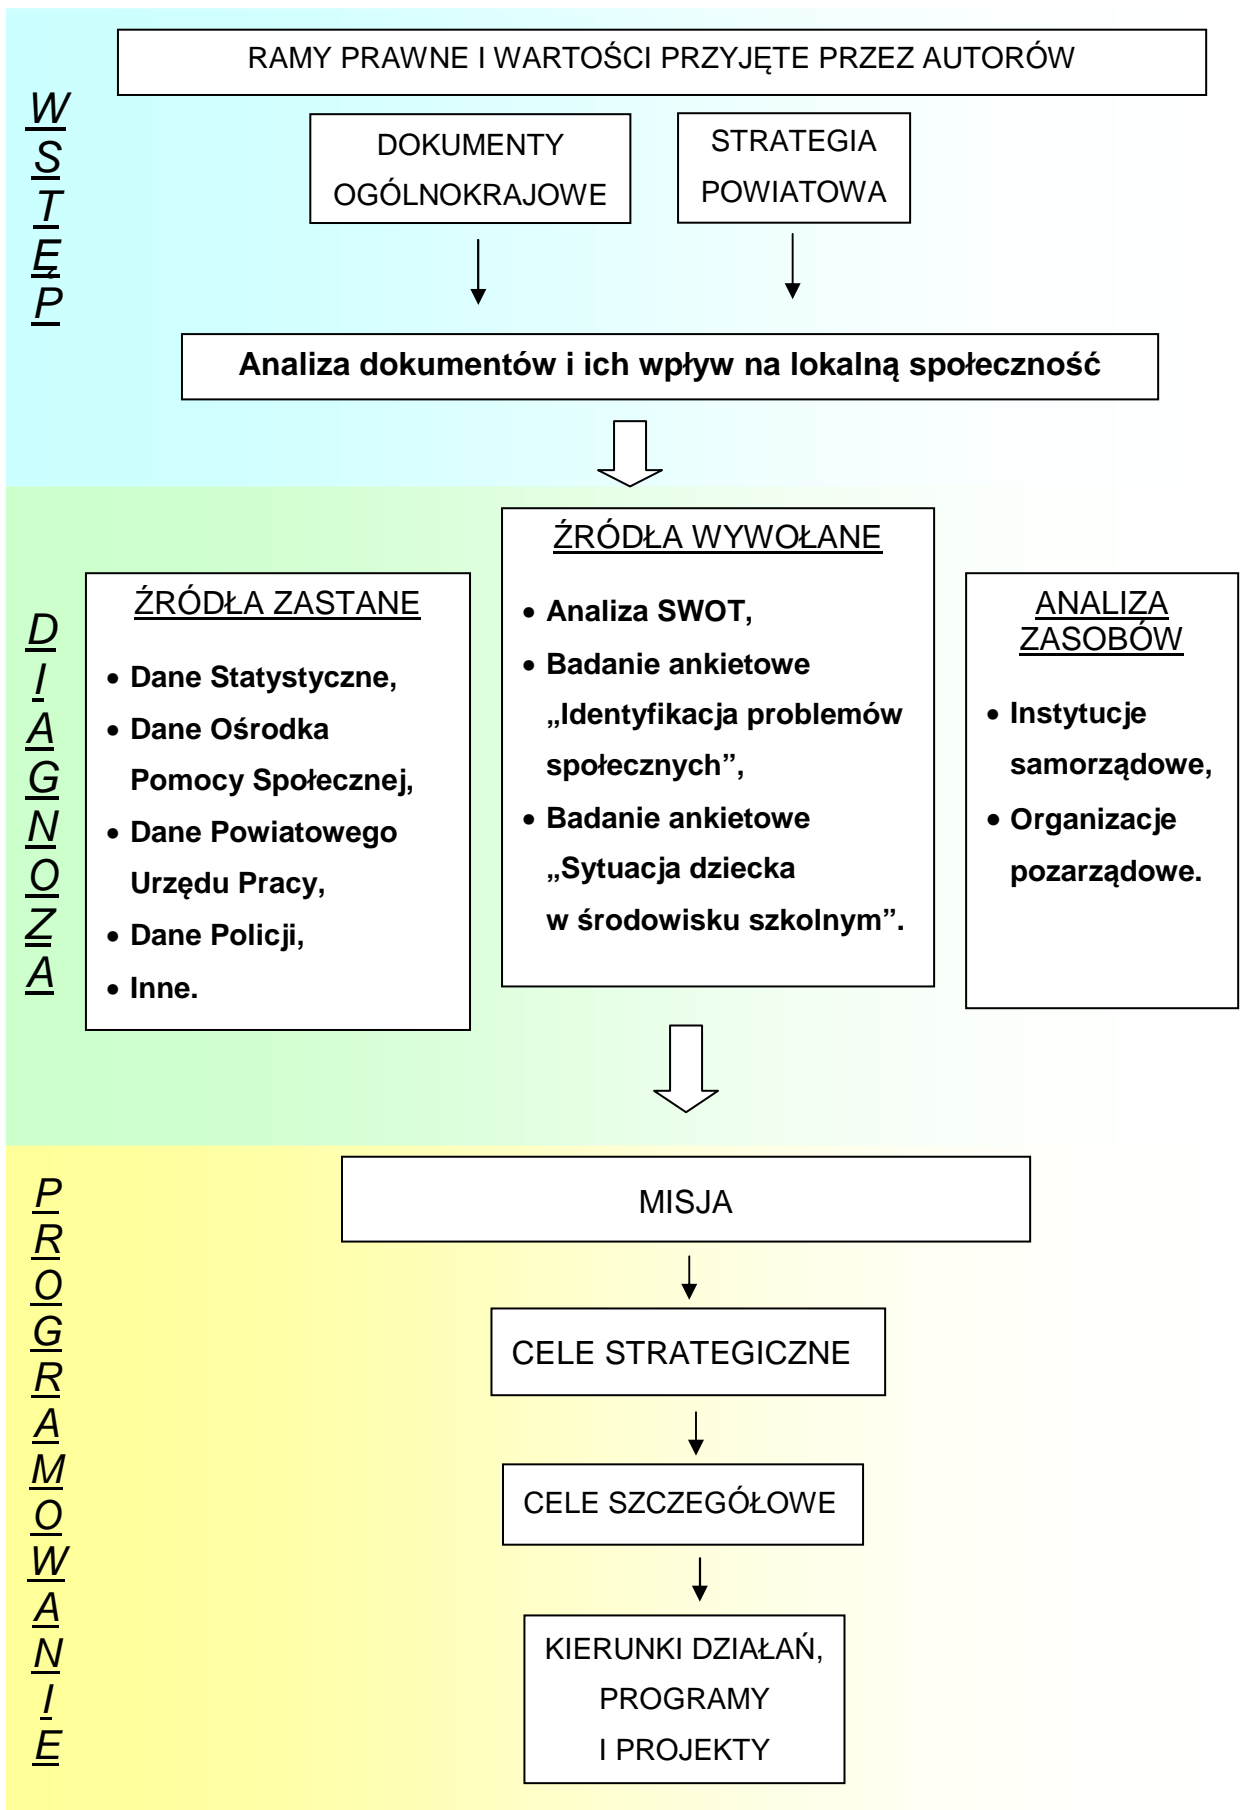 WSTĘP
RAMY PRAWNE I WARTOŚCI PRZYJĘTE PRZEZ AUTORÓW
DOKUMENTY
OGÓLNOKRAJOWE
STRATEGIA
POWIATOWA
Analiza dokumentów i ich wpływ na lokalną społeczność
DIAGNOZA
ŹRÓDŁA ZASTANE
• Dane Statystyczne,
• Dane Ośrodka
Pomocy Społecznej,
• Dane Powiatowego
Urzędu Pracy,
• Dane Policji,
• Inne.
ŹRÓDŁA WYWOŁANE
• Analiza SWOT,
• Badanie ankietowe
„Identyfikacja problemów
społecznych”,
• Badanie ankietowe
„Sytuacja dziecka
w środowisku szkolnym”.
ANALIZA
ZASOBÓW
• Instytucje
samorządowe,
• Organizacje
pozarządowe.
PROGRAMOWANIE
MISJA
CELE STRATEGICZNE
CELE SZCZEGÓŁOWE
KIERUNKI DZIAŁAŃ,
PROGRAMY
I PROJEKTY